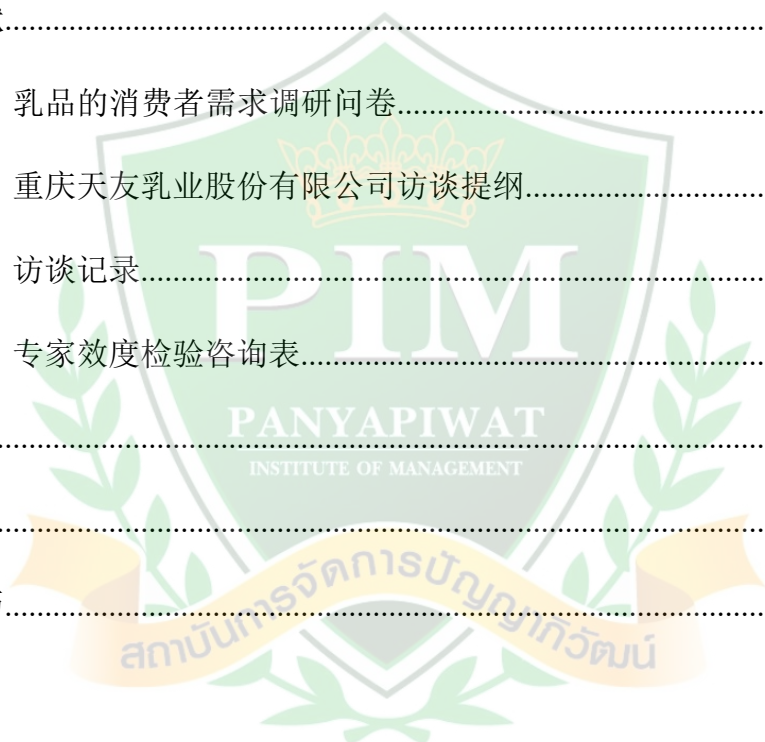 乳品的消费者需求调研问卷........................................
重庆天友乳业股份有限公司访谈提纲..........................
访谈记录.....................................................................
专家效度检验咨询表...................................................
PIM
PANYAPIWAT
INSTITUTE OF MANAGEMENT
สถาบันการจัดการปัญญาภิวัฒน์